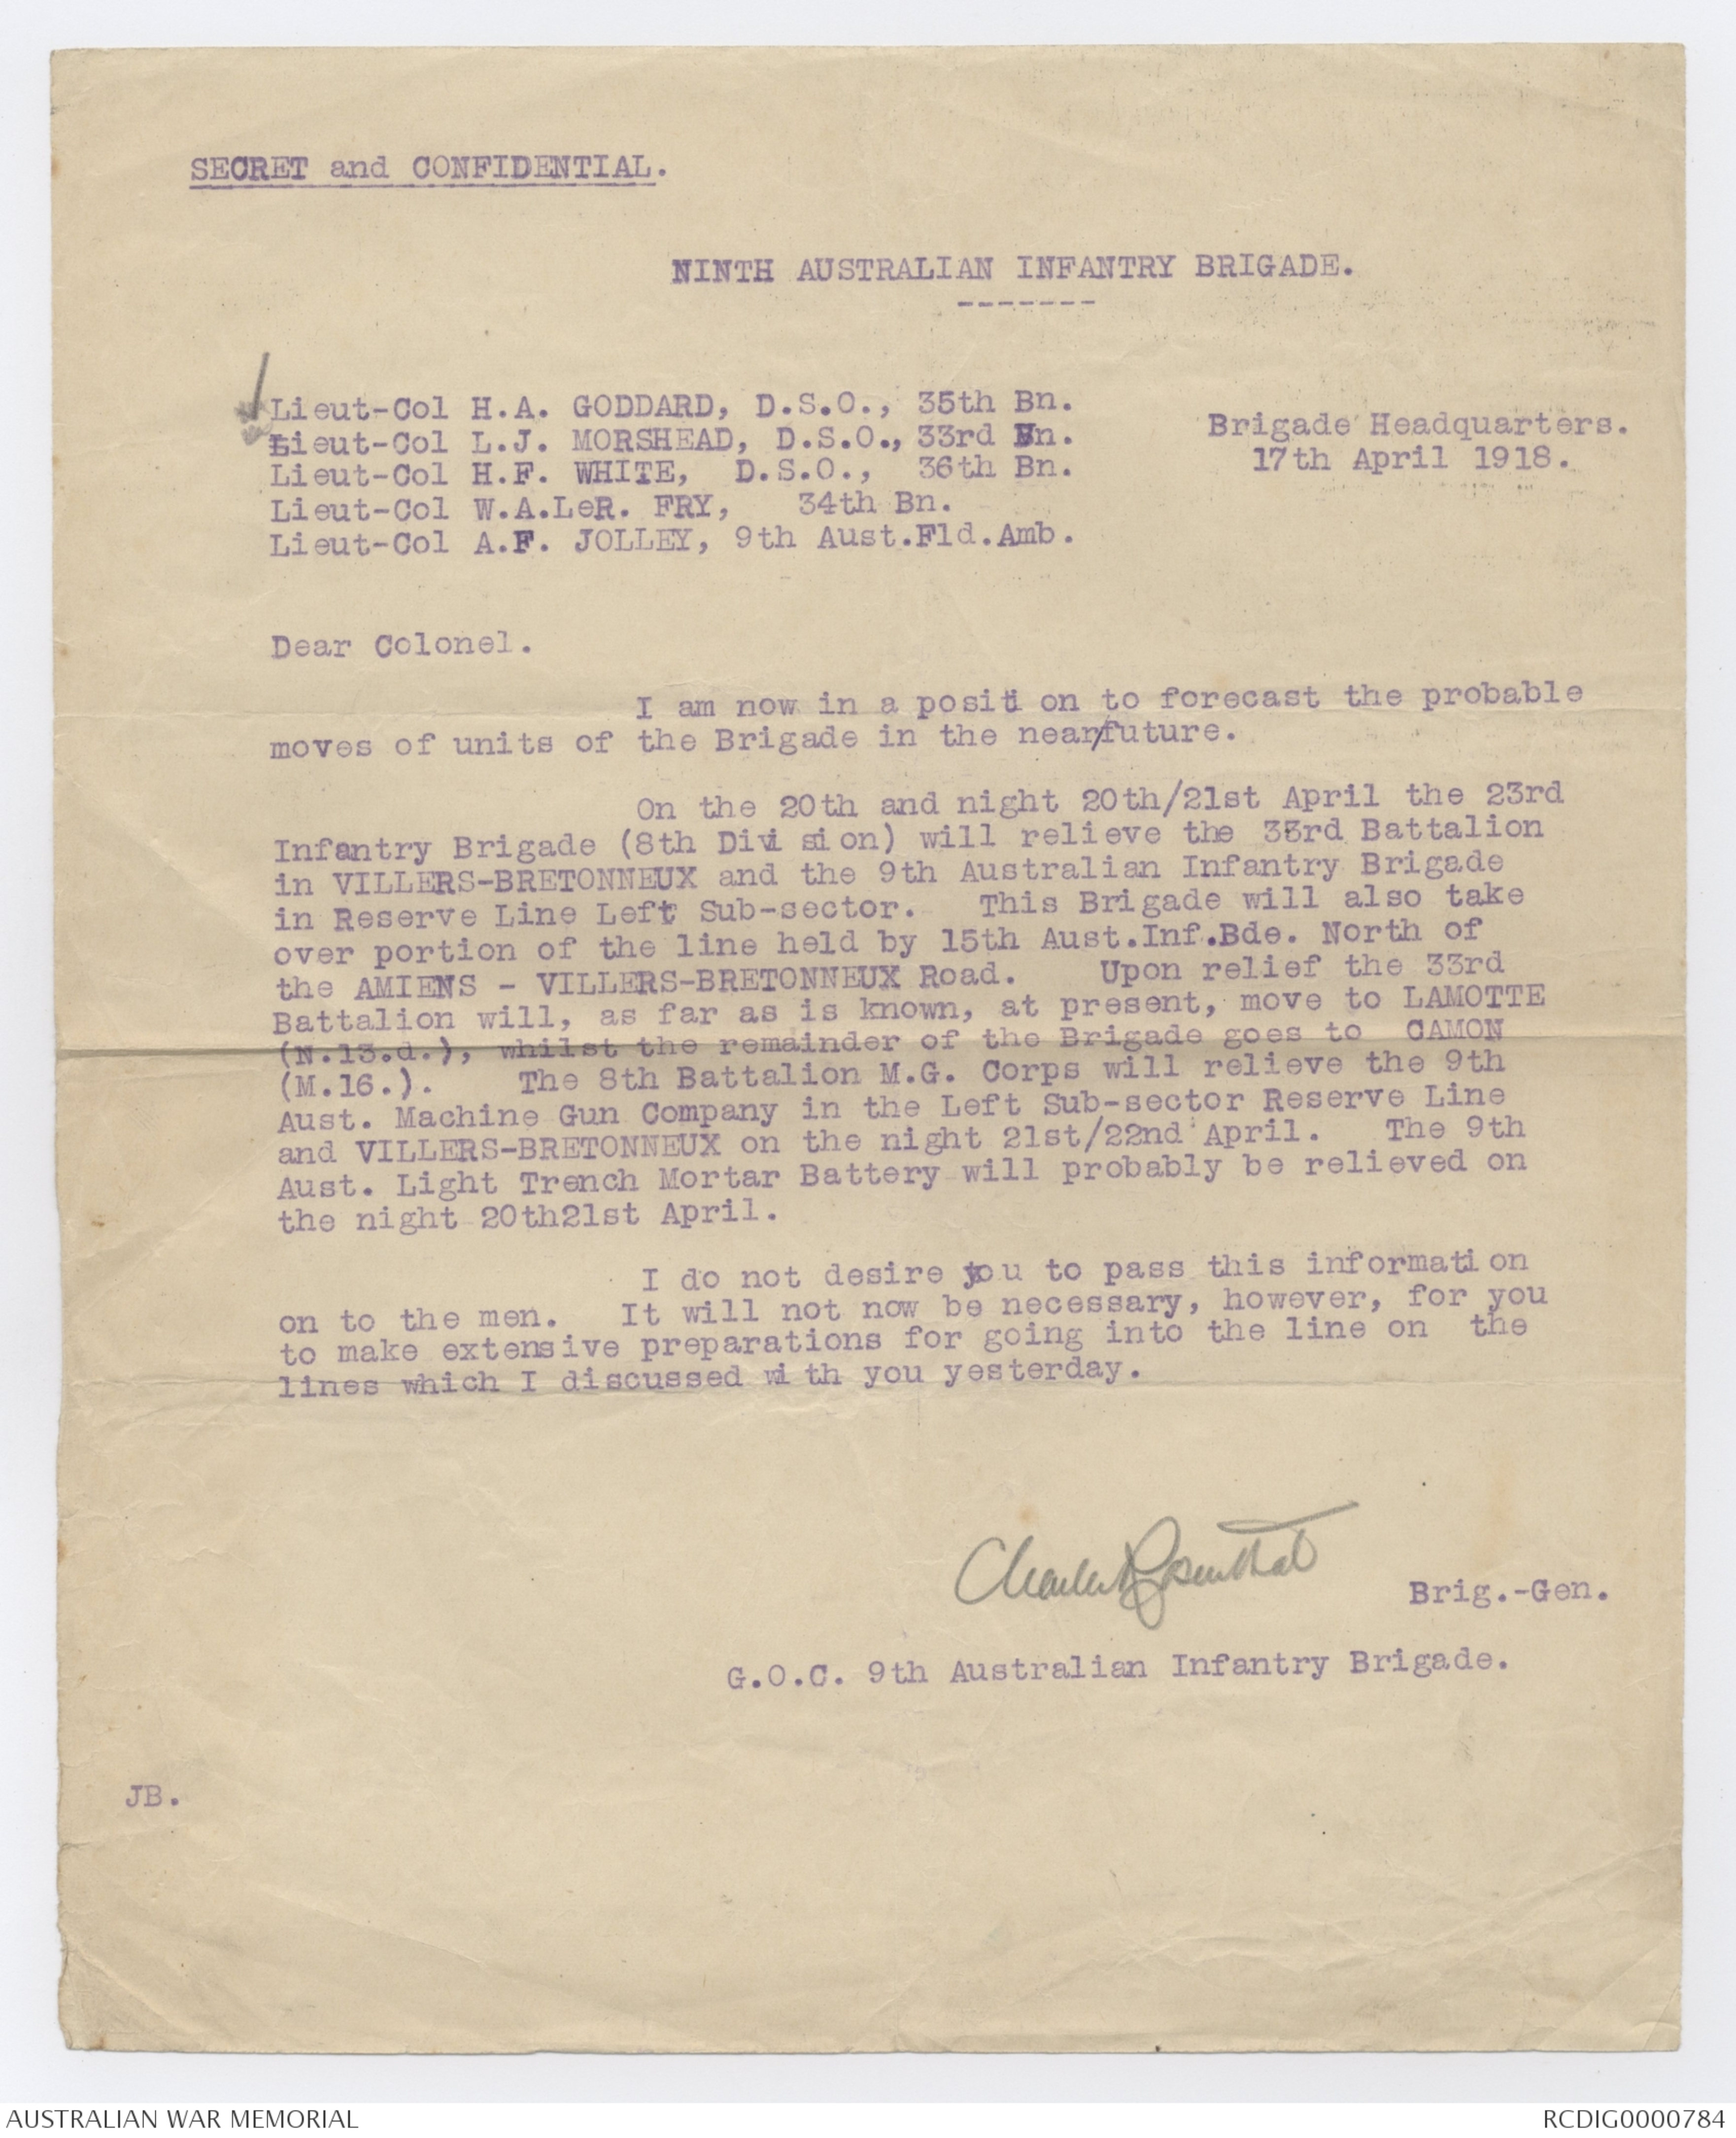 SECRET and CONFIDENTIAL.
NINTH AUSTRALIAN INFANTRY BRIGADE.
-------
Lieut-Col H.A. GODDARD, D.S.O., 35th Bn.
Lieut-Col L.J. MORSHEAD, D.S.O., 33rd Bn.
Lieut-Col H.F. WHITE, D.S.O., 36th Bn.
Lieut-Col W.A.LeR. FRY, 34th Bn.
Lieut-Col A.F. JOLLEY, 9th Aust.Fld.Amb.
Brigade Headquarters.
17th April 1918.
Dear Colonel.
I am now in a position to forecast the probable
moves of units of the Brigade in the near/future.
On the 20th and night 20th/21st April the 23rd
Infantry Brigade (8th Division) will relieve the 33rd Battalion
in VILLERS-BRETONNEUX and the 9th Australian Infantry Brigade
in Reserve Line Left Sub-sector. This Brigade will also take
over portion of the line held by 15th Aust.Inf.Bde. North of
the AMIENS - VILLERS-BRETONNEUX Road. Upon relief the 33rd
Battalion will, as far as is known, at present, move to LAMOTTE
(N.13.d.), whilst the remainder of the Brigade goes to CAMON
(M.16.). The 8th Battalion M.G. Corps will relieve the 9th
Aust. Machine Gun Company in the Left Sub-sector Reserve Line
and VILLERS-BRETONNEUX on the night 21st/22nd April. The 9th
Aust. Light Trench Mortar Battery will probably be relieved on
the night 20th21st April.
I do not desire you to pass this information
on to the men. It will not now be necessary, however, for you
to make extensive preparations for going into the line on the
lines which I discussed with you yesterday.
Charles Rosenthal
Brig.-Gen.
G.O.C. 9th Australian Infantry Brigade.
JB.
AUSTRALIAN WAR MEMORIAL
RCDIG0000784